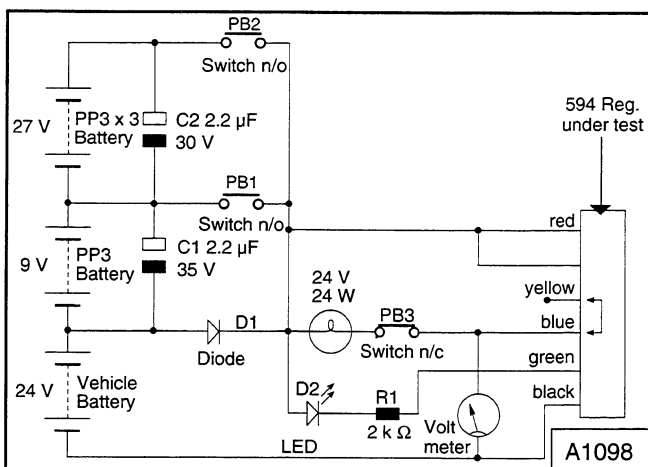 PB2
Switch n/o
594 Reg.
under test
27 V
PP3 x 3
Battery
C2 2.2 µF
30 V
PB1
Switch n/o
red
9 V
PP3
Battery
C1 2.2 µF
35 V
24 V
24 W
yellow
PB3
blue
D1
Diode
Switch n/c
green
24 V
Vehicle
Battery
D2
R1
black
2 k Ω
Volt
meter
LED
A1098